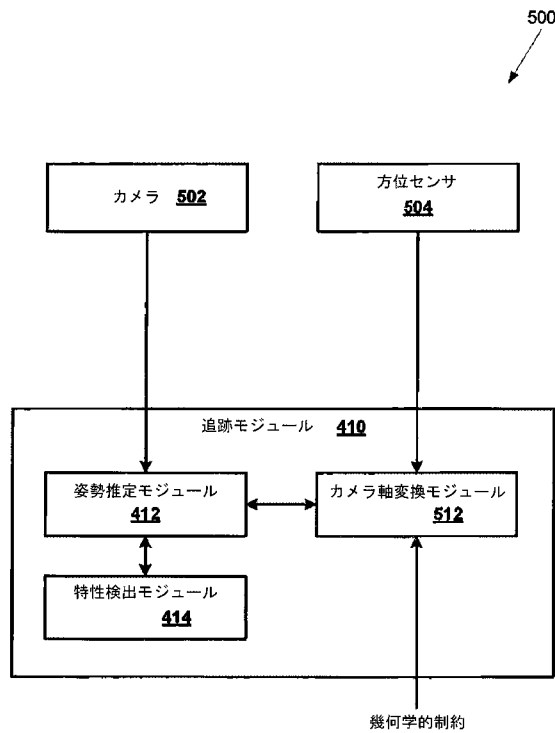 500
カメラ 502
方位センサ
504
追跡モジュール 410
姿勢推定モジュール
412
カメラ軸変換モジュール
512
特性検出モジュール
414
幾何学的制約